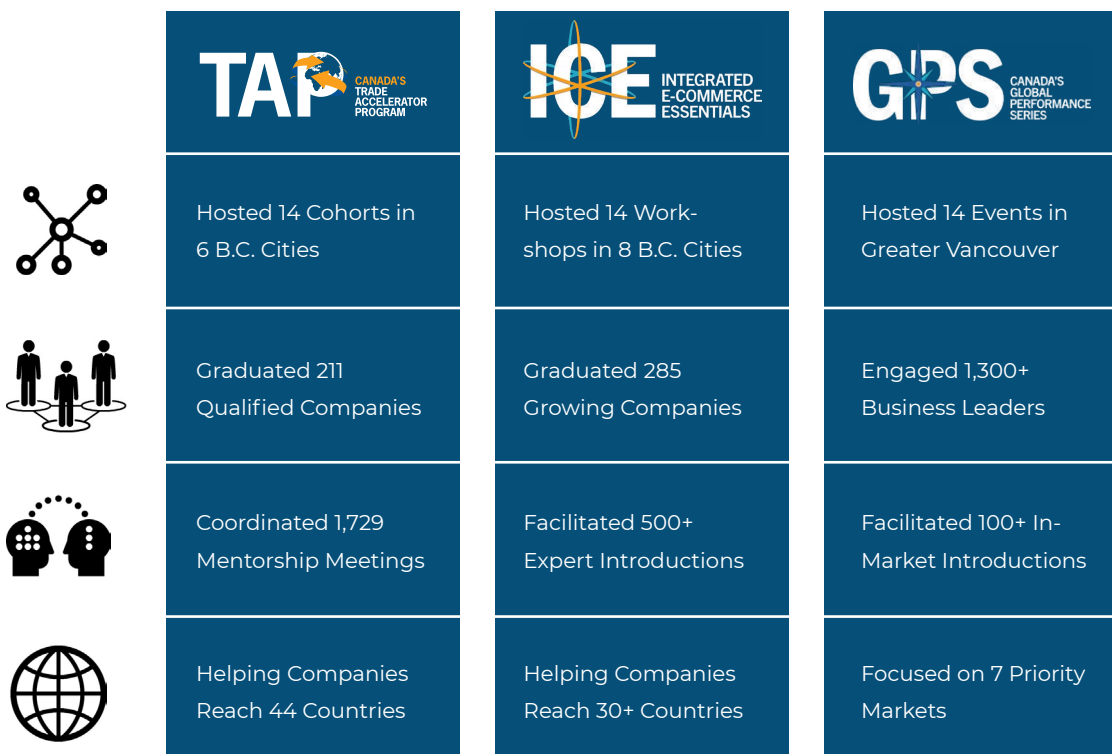 TAP
CANADA'S
TRADE
ACCELERATOR
PROGRAM
ICE
INTEGRATED
E-COMMERCE
ESSENTIALS
GPS
CANADA'S
GLOBAL
PERFORMANCE
SERIES
Hosted 14 Cohorts in
6 B.C. Cities
Hosted 14 Work-
shops in 8 B.C. Cities
Hosted 14 Events in
Greater Vancouver
Graduated 211
Qualified Companies
Graduated 285
Growing Companies
Engaged 1,300+
Business Leaders
Coordinated 1,729
Mentorship Meetings
Facilitated 500+
Expert Introductions
Facilitated 100+ In-
Market Introductions
Helping Companies
Reach 44 Countries
Helping Companies
Reach 30+ Countries
Focused on 7 Priority
Markets